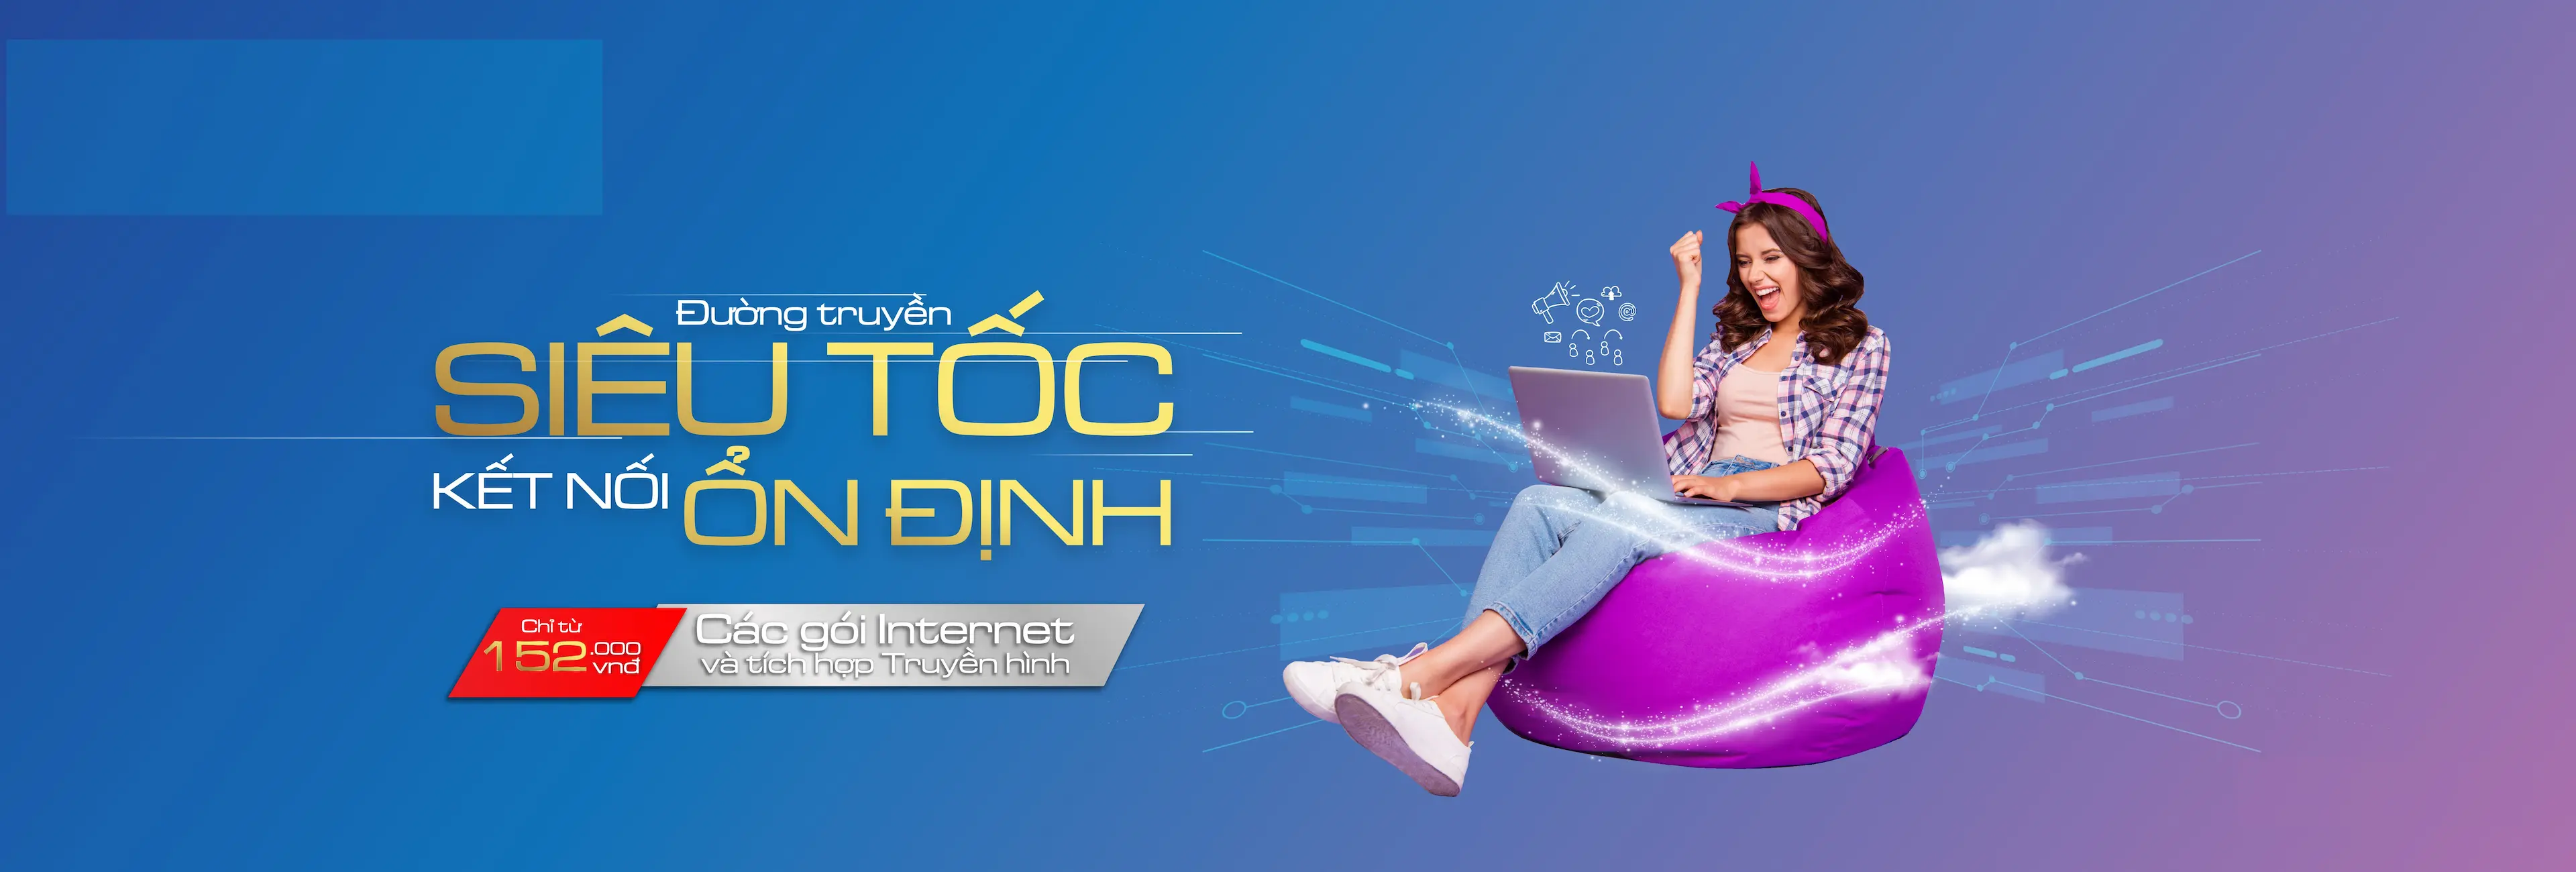 Đường truyền
SIÊU TỐC
KẾT NỐI ỔN ĐỊNH
Chỉ từ
152.000 vnđ
Các gói Internet
và tích hợp Truyền hình